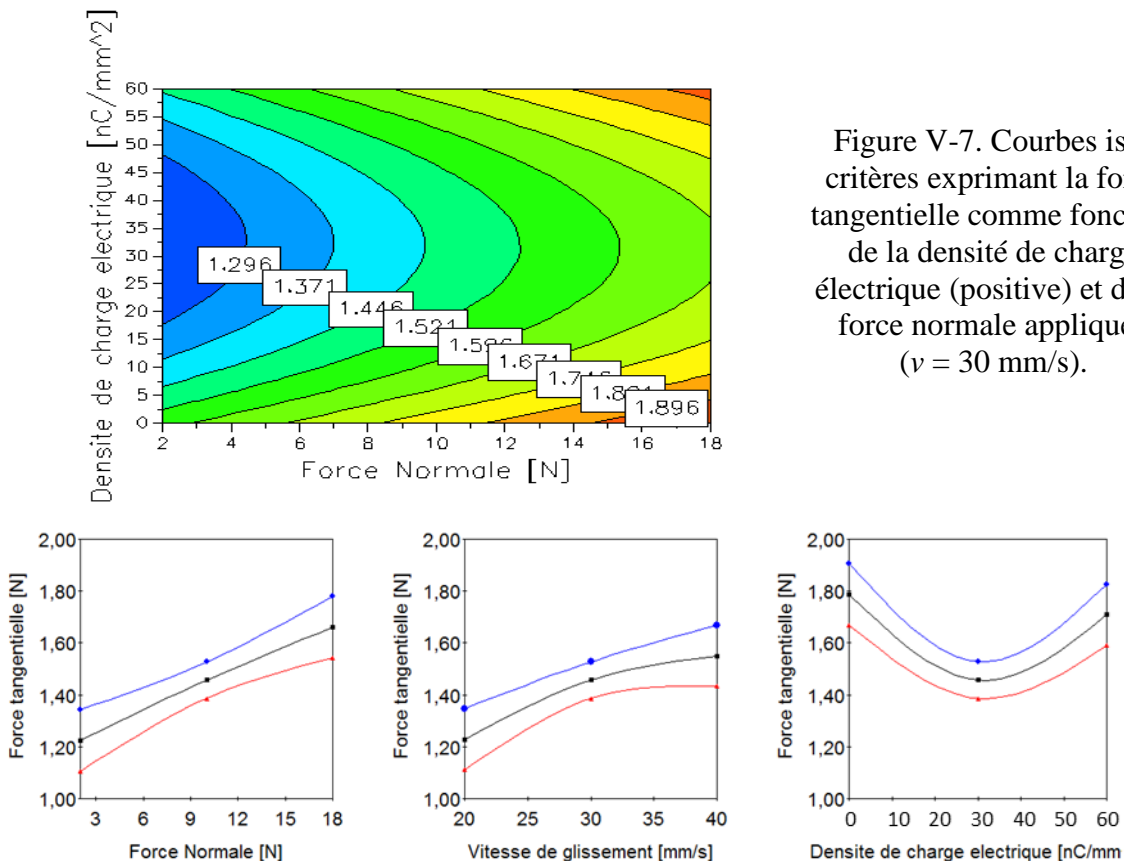 Densite de charge electrique [nC/mm^2]
60
55
50
45
40
35
30
25
20
15
10
5
0
1.296
1.371
1.446
1.521
1.596
1.671
1.896
2 4 6 8 10 12 14 16 18
Force Normale [N]
Figure V-7. Courbes
critères exprimant la
tangentielle comme
de la densité de
électrique (positive) et
force normale
(v = 30 mm/s).
Force tangentielle [N]
2,00
1,80
1,60
1,40
1,20
1,00
3 6 9 12 15 18
Force Normale [N]
Force tangentielle [N]
2,00
1,80
1,60
1,40
1,20
1,00
20 25 30 35 40
Vitesse de glissement [mm/s]
Force tangentielle [N]
2,00
1,80
1,60
1,40
1,20
1,00
0 10 20 30 40 50 60
Densite de charge electrique [nC/mm